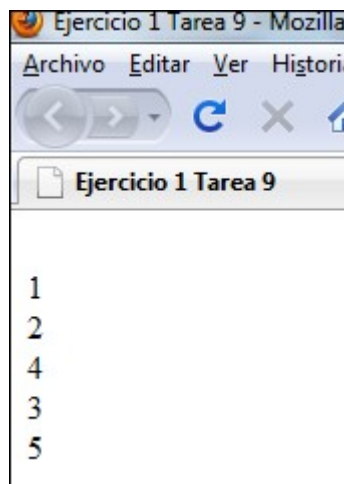 Ejercicio 1 Tarea 9 - Mozilla
Archivo Editar Ver Histori
Ejercicio 1 Tarea 9
1
2
4
3
5